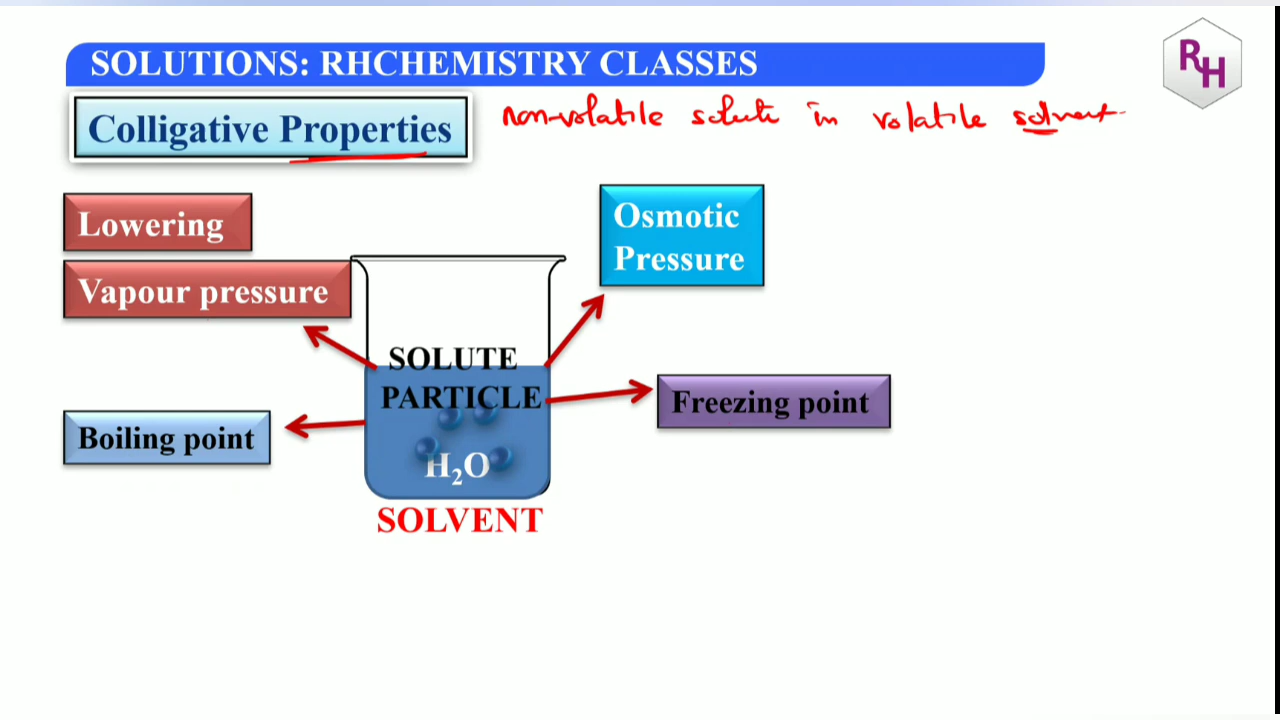 SOLUTIONS: RHCHEMISTRY CLASSES
RH
Colligative Properties
non-volatile solute in volatile solvent.
Lowering
Vapour pressure
Osmotic
Pressure
SOLUTE
PARTICLE
Freezing point
Boiling point
H₂O
SOLVENT